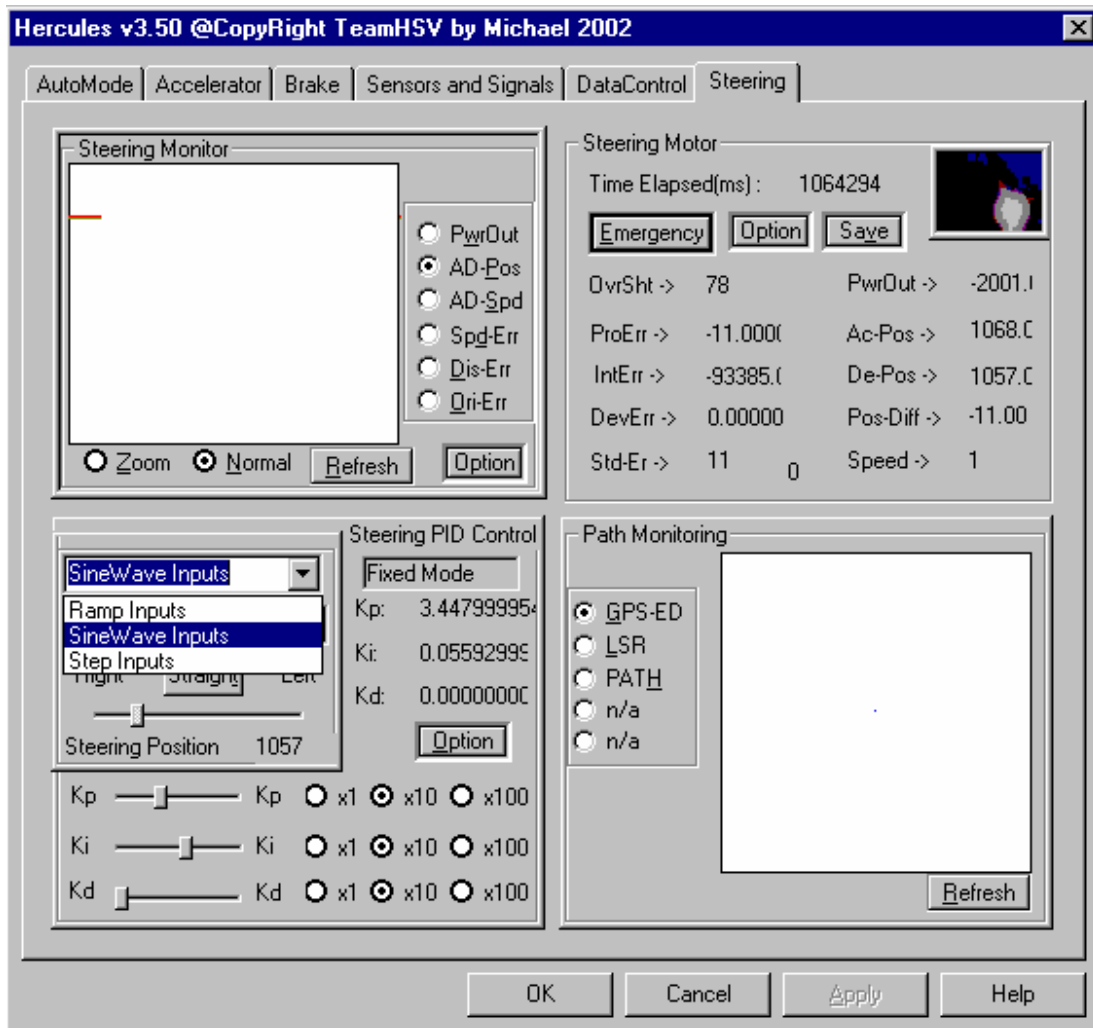 Hercules v3.50 @CopyRight TeamHSV by Michael 2002
AutoMode Accelerator Brake Sensors and Signals DataControl Steering
Steering Monitor
PwrOut
AD-Pos
AD-Spd
Spd-Err
Dis-Err
Ori-Err
Zoom Normal Refresh Option
Steering Motor
Time Elapsed(ms) : 1064294
Emergency Option Save
OvrSht -> 78 PwrOut -> -2001.
ProErr -> -11.000 Ac-Pos -> 1068.
IntErr -> -93385. De-Pos -> 1057.
DevErr -> 0.00000 Pos-Diff -> -11.00
Std-Er -> 11 0 Speed -> 1
SineWave Inputs
Ramp Inputs
SineWave Inputs
Step Inputs
Straight Left
Steering Position 1057
Steering PID Control
Fixed Mode
Kp: 3.44799995
Ki: 0.0559299
Kd: 0.0000000
Option
Kp Kp x1 x10 x100
Ki Ki x1 x10 x100
Kd Kd x1 x10 x100
Path Monitoring
GPS-ED
LSR
PATH
n/a
n/a
Refresh
OK Cancel Apply Help